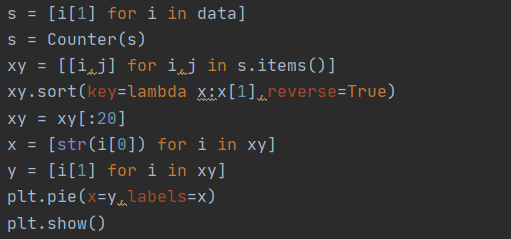 s = [i[1] for i in data]
s = Counter(s)
xy = [[i,j] for i,j in s.items()]
xy.sort(key=lambda x:x[1],reverse=True)
xy = xy[:20]
x = [str(i[0]) for i in xy]
y = [i[1] for i in xy]
plt.pie(x=y,labels=x)
plt.show()